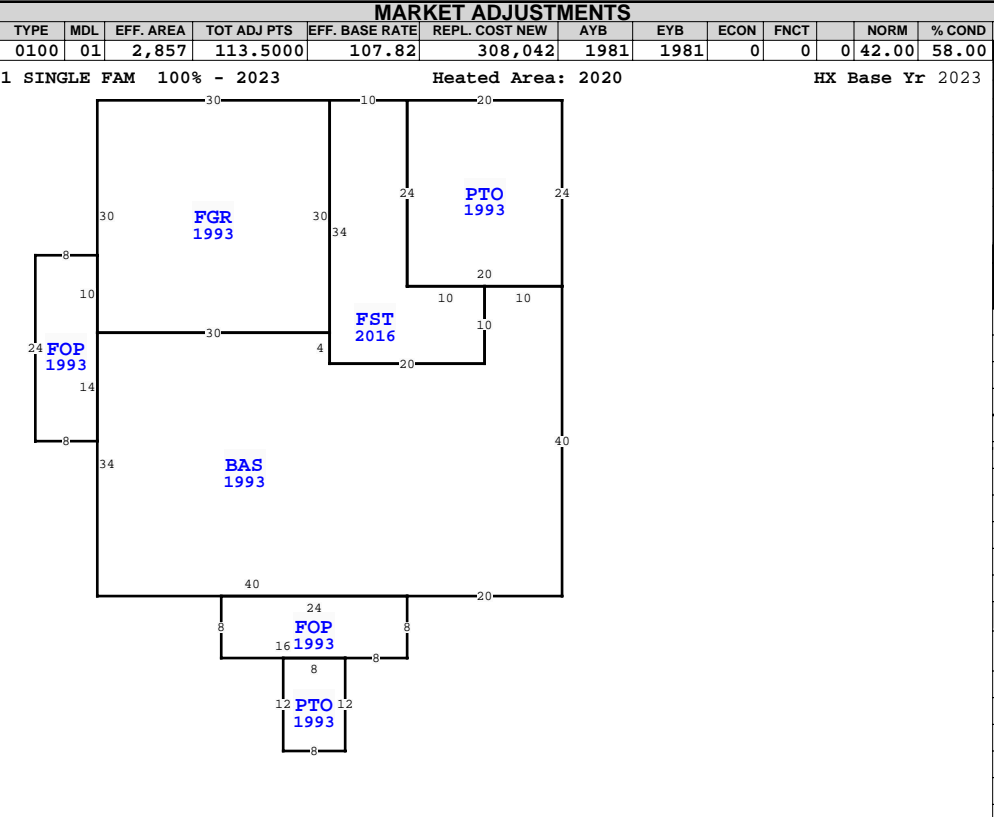 MARKET ADJUSTMENTS
TYPE MDL EFF. AREA TOT ADJ PTS EFF. BASE RATE REPL. COST NEW AYB EYB ECON FNCT NORM % COND
0100 01 2,857 113.5000 107.82 308,042 1981 1981 0 0 0 42.00 58.00
1 SINGLE FAM 100% - 2023 Heated Area: 2020 HX Base Yr 2023
30 10 20
24 PTO 24
1993
30 FGR 30
1993
34
8
20
10 10 10
FST 10
2016
30
4
24 FOP
1993
20
14
8
40
34 BAS
1993
40
20
24
8 FOP 8
16 1993
8
8
12 PTO 12
1993
8